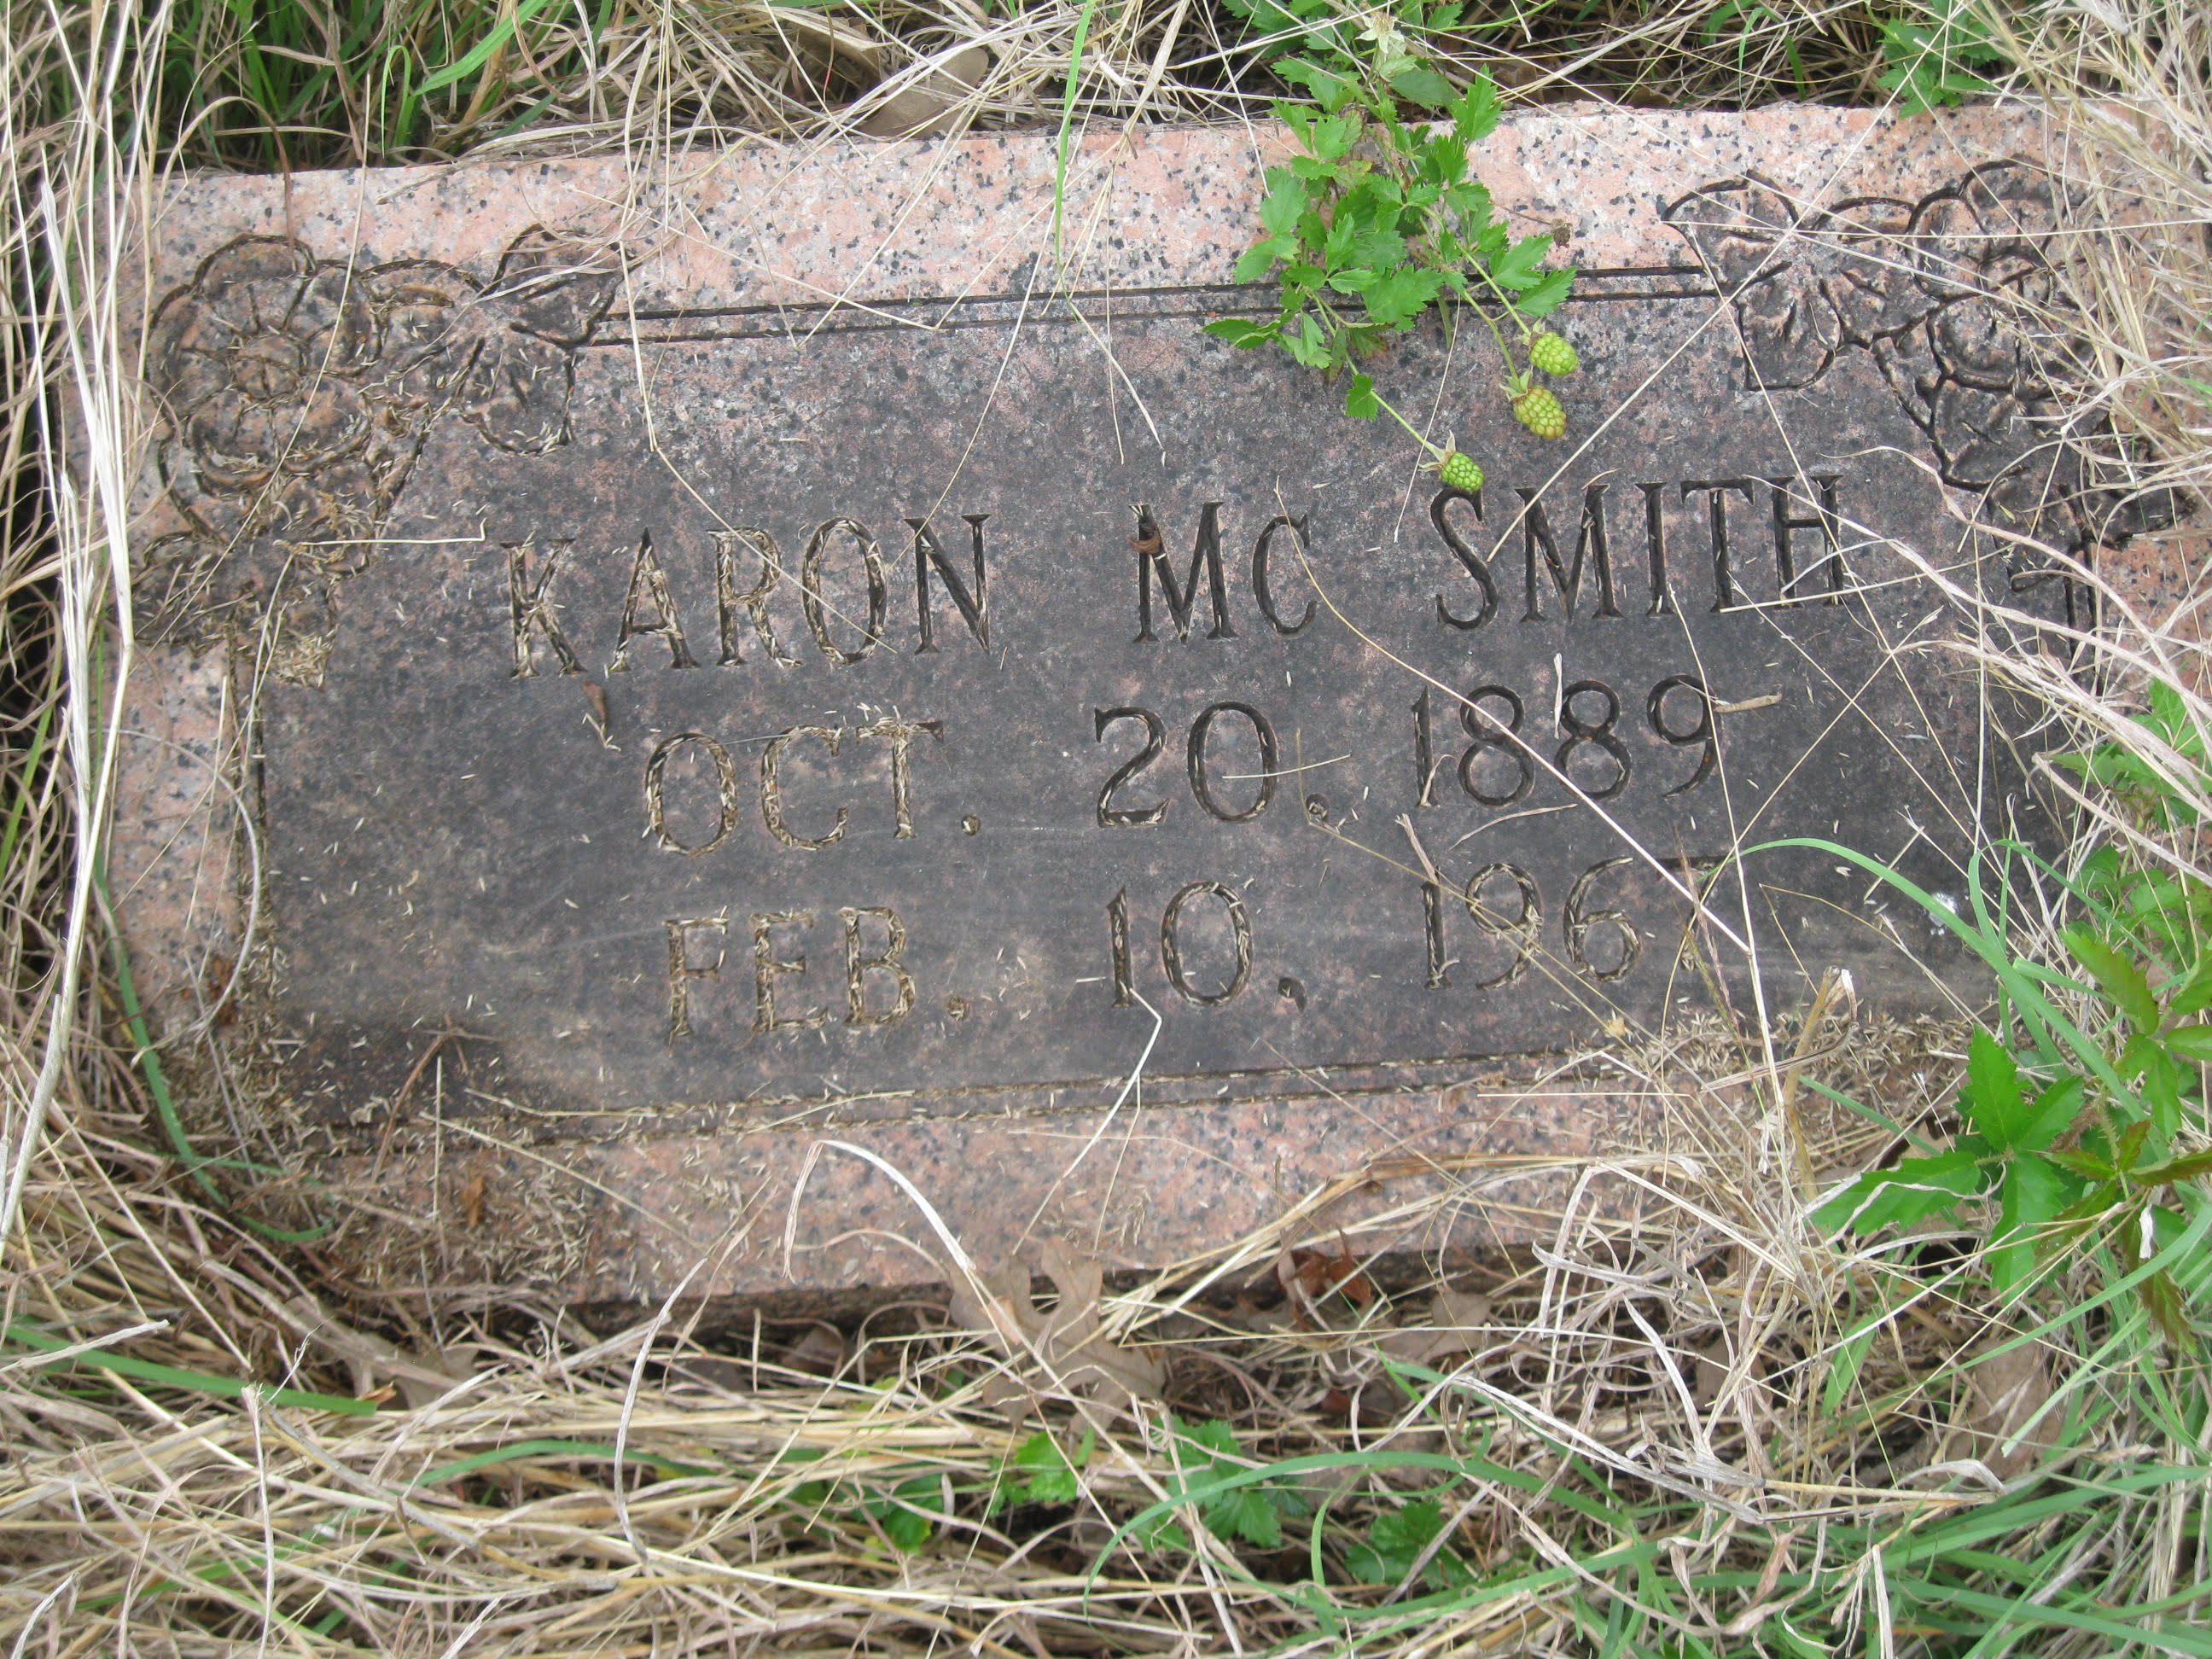 KARON MC SMITH
OCT. 20. 1889
FEB. 10. 1967